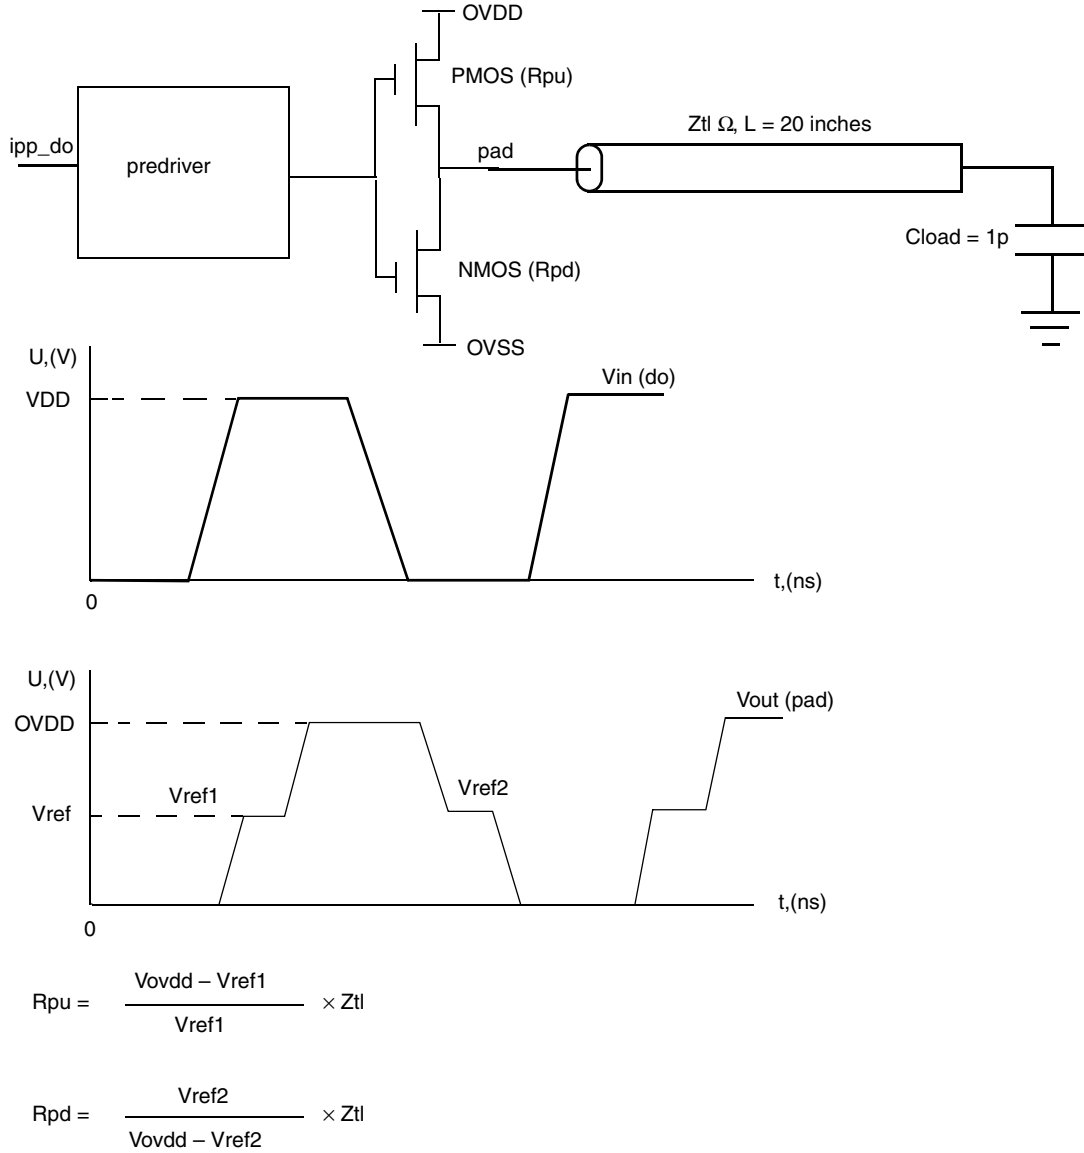 OVDD
PMOS (Rpu)
Ztl Ω, L = 20 inches
ipp_do
predriver
pad
Cload = 1p
NMOS (Rpd)
OVSS
U,(V)
VDD
Vin (do)
t,(ns)
0
U,(V)
OVDD
Vout (pad)
Vref1
Vref2
Vref
t,(ns)
0
Vovdd – Vref1
Rpu = × Ztl
Vref1
Vref2
Rpd = × Ztl
Vovdd – Vref2